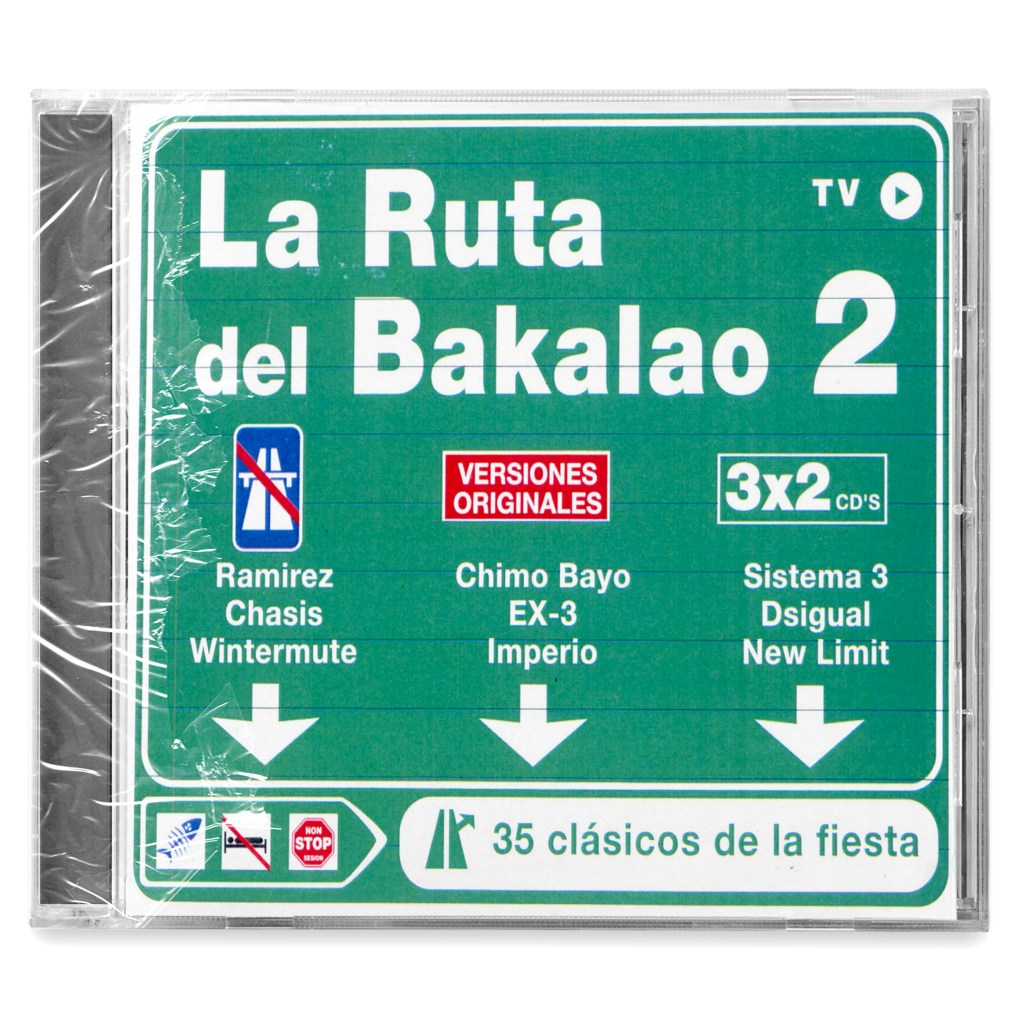 La Ruta
TV
del Bakalao 2
VERSIONES
ORIGINALES
3x2 CD'S
Ramirez
Chasis
Wintermute
Chimo Bayo
EX-3
Imperio
Sistema 3
Dsigual
New Limit
NON
STOP
SESION
35 clásicos de la fiesta